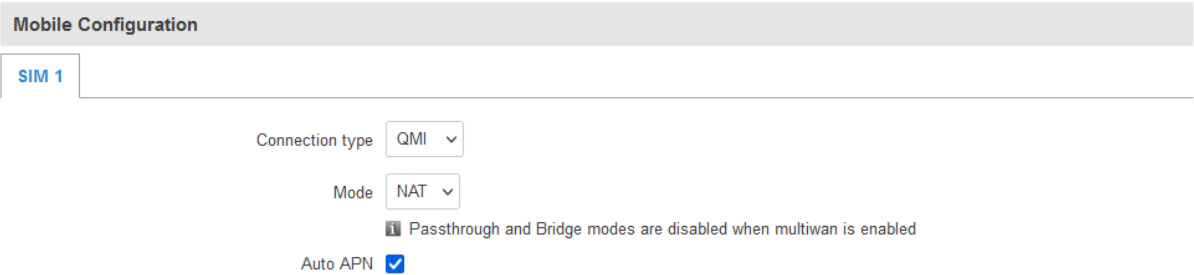 Mobile Configuration
SIM 1
Connection type QMI
Mode NAT
Passthrough and Bridge modes are disabled when multiwan is enabled
Auto APN